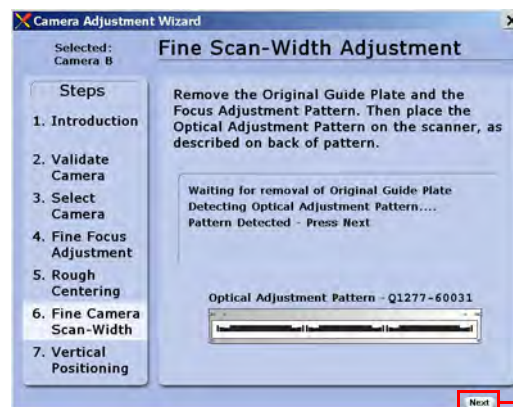 Camera Adjustment Wizard
Selected:
Camera B
Fine Scan-Width Adjustment
Steps
1. Introduction
2. Validate
Camera
3. Select
Camera
4. Fine Focus
Adjustment
5. Rough
Centering
6. Fine Camera
Scan-Width
7. Vertical
Positioning
Remove the Original Guide Plate and the
Focus Adjustment Pattern. Then place the
Optical Adjustment Pattern on the scanner, as
described on back of pattern.
Waiting for removal of Original Guide Plate
Detecting Optical Adjustment Pattern....
Pattern Detected - Press Next
Optical Adjustment Pattern - Q1277-60031
Next